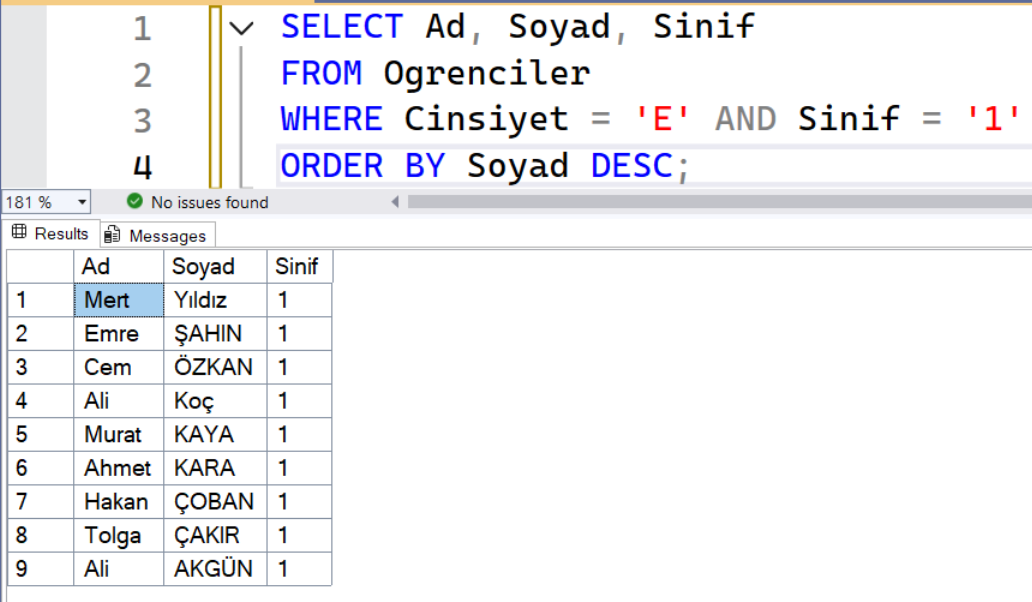 1 SELECT Ad, Soyad, Sinif
2 FROM Ogrenciler
3 WHERE Cinsiyet = 'E' AND Sinif = '1'
4 ORDER BY Soyad DESC;
181 % No issues found
Results Messages
Ad Soyad Sinif
1 Mert Yıldız 1
2 Emre ŞAHIN 1
3 Cem ÖZKAN 1
4 Ali Koç 1
5 Murat KAYA 1
6 Ahmet KARA 1
7 Hakan ÇOBAN 1
8 Tolga ÇAKIR 1
9 Ali AKGÜN 1